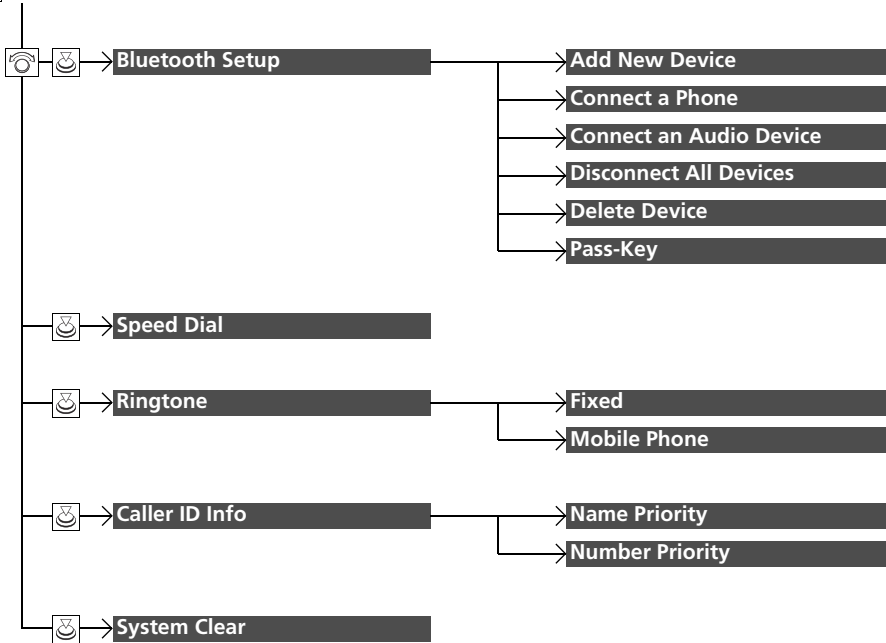 Bluetooth Setup
Add New Device
Connect a Phone
Connect an Audio Device
Disconnect All Devices
Delete Device
Pass-Key
Speed Dial
Ringtone
Fixed
Mobile Phone
Caller ID Info
Name Priority
Number Priority
System Clear